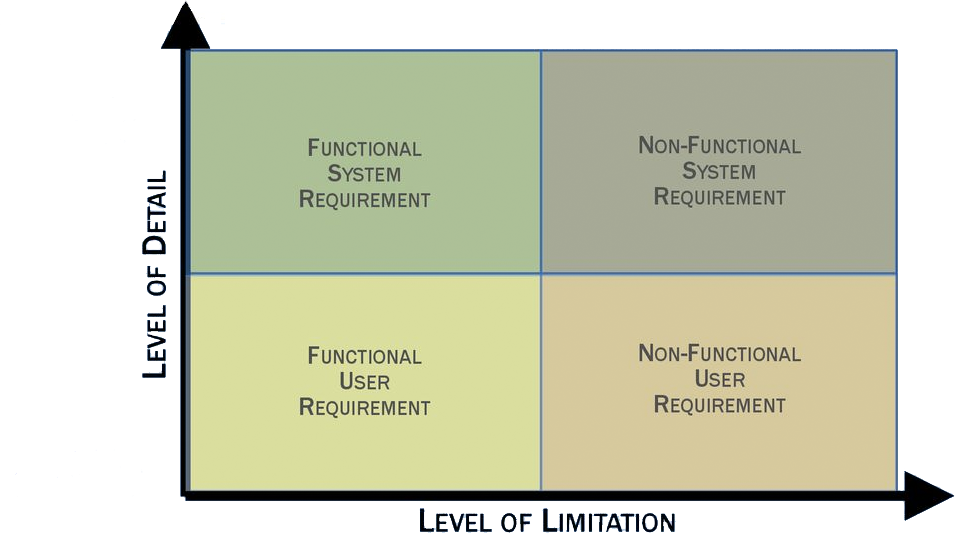 Level of Detail
Functional
System
Requirement
Non-Functional
System
Requirement
Functional
User
Requirement
Non-Functional
User
Requirement
Level of Limitation